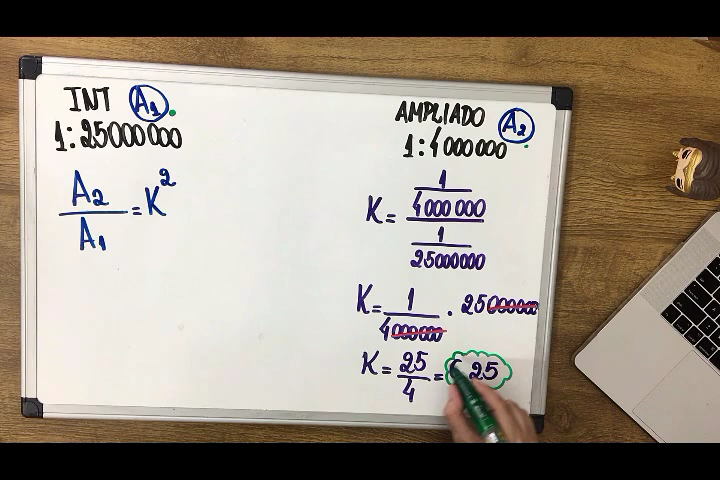 INT A₁
1:25000000
A₂/A₁ = K²
AMPLIADO A₂
1:4000000
K = (1/4000000)/(1/25000000)
K = 1/4000000 · 25000000
K = 25/4 = 6,25